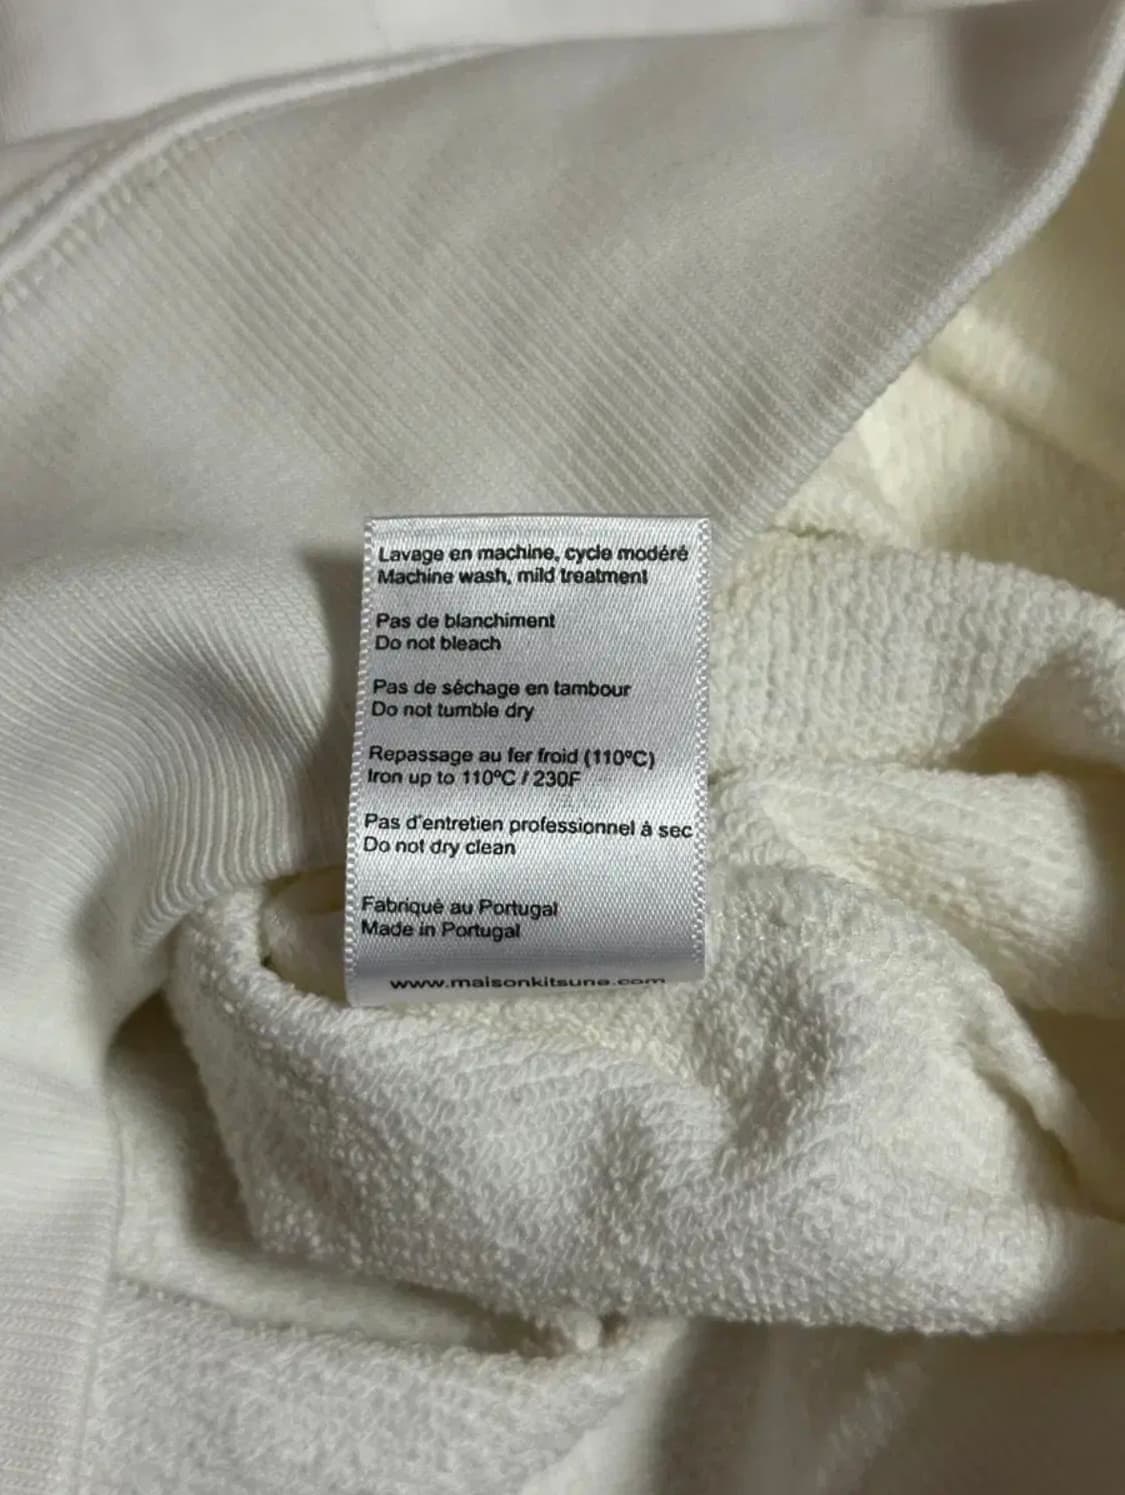 Lavage en machine, cycle modéré
Machine wash, mild treatment
Pas de blanchiment
Do not bleach
Pas de séchage en tambour
Do not tumble dry
Repassage au fer froid (110ºC)
Iron up to 110ºC / 230F
Pas d'entretien professionnel à sec
Do not dry clean
Fabriqué au Portugal
Made in Portugal
www.maisonkitsune.com